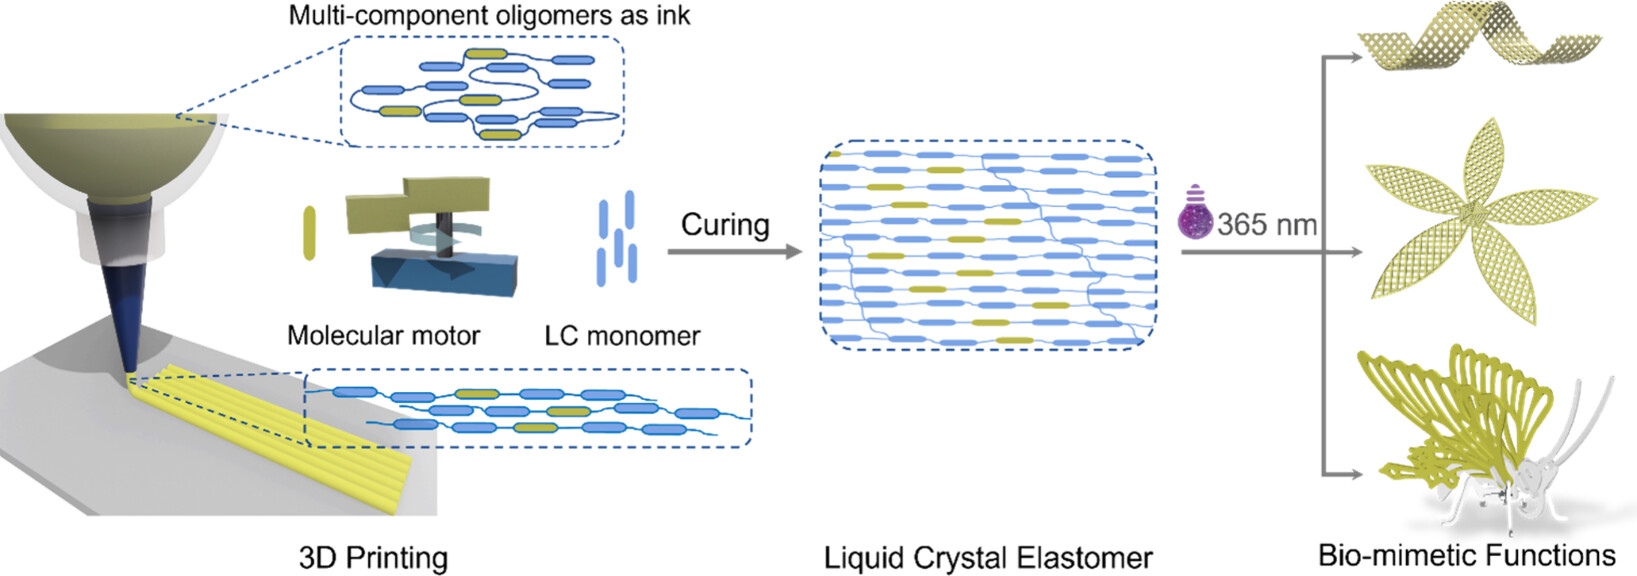 Multi-component oligomers as ink
Molecular motor
LC monomer
Curing
365 nm
3D Printing
Liquid Crystal Elastomer
Bio-mimetic Functions